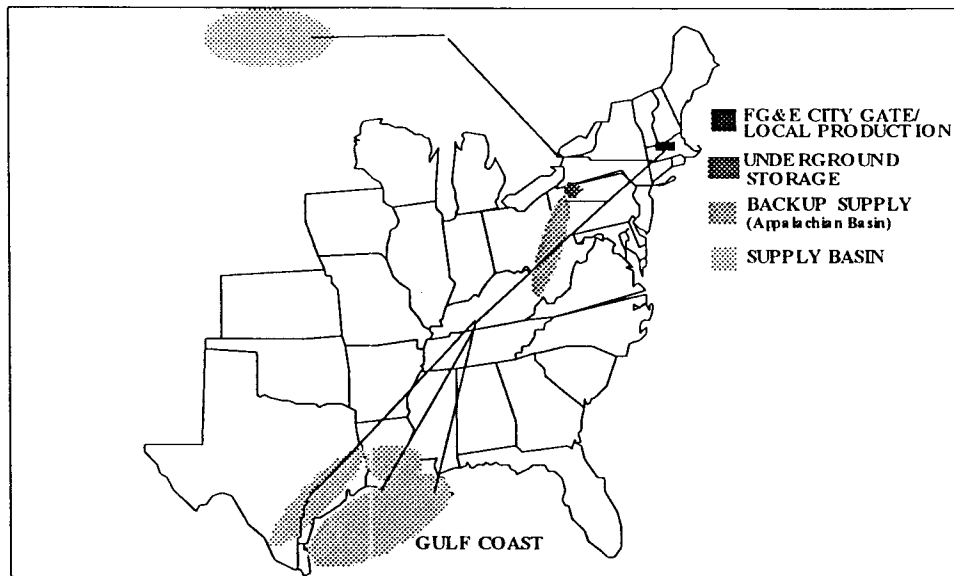 FG&E CITY GATE/
LOCAL PRODUCTION
UNDERGROUND
STORAGE
BACKUP SUPPLY
(Appalachian Basin)
SUPPLY BASIN
GULF COAST